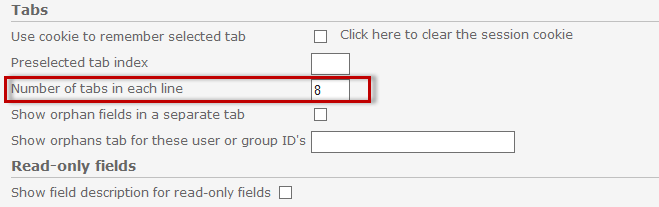 Tabs
Use cookie to remember selected tab Click here to clear the session cookie
Preselected tab index
Number of tabs in each line 8
Show orphan fields in a separate tab
Show orphans tab for these user or group ID's
Read-only fields
Show field description for read-only fields